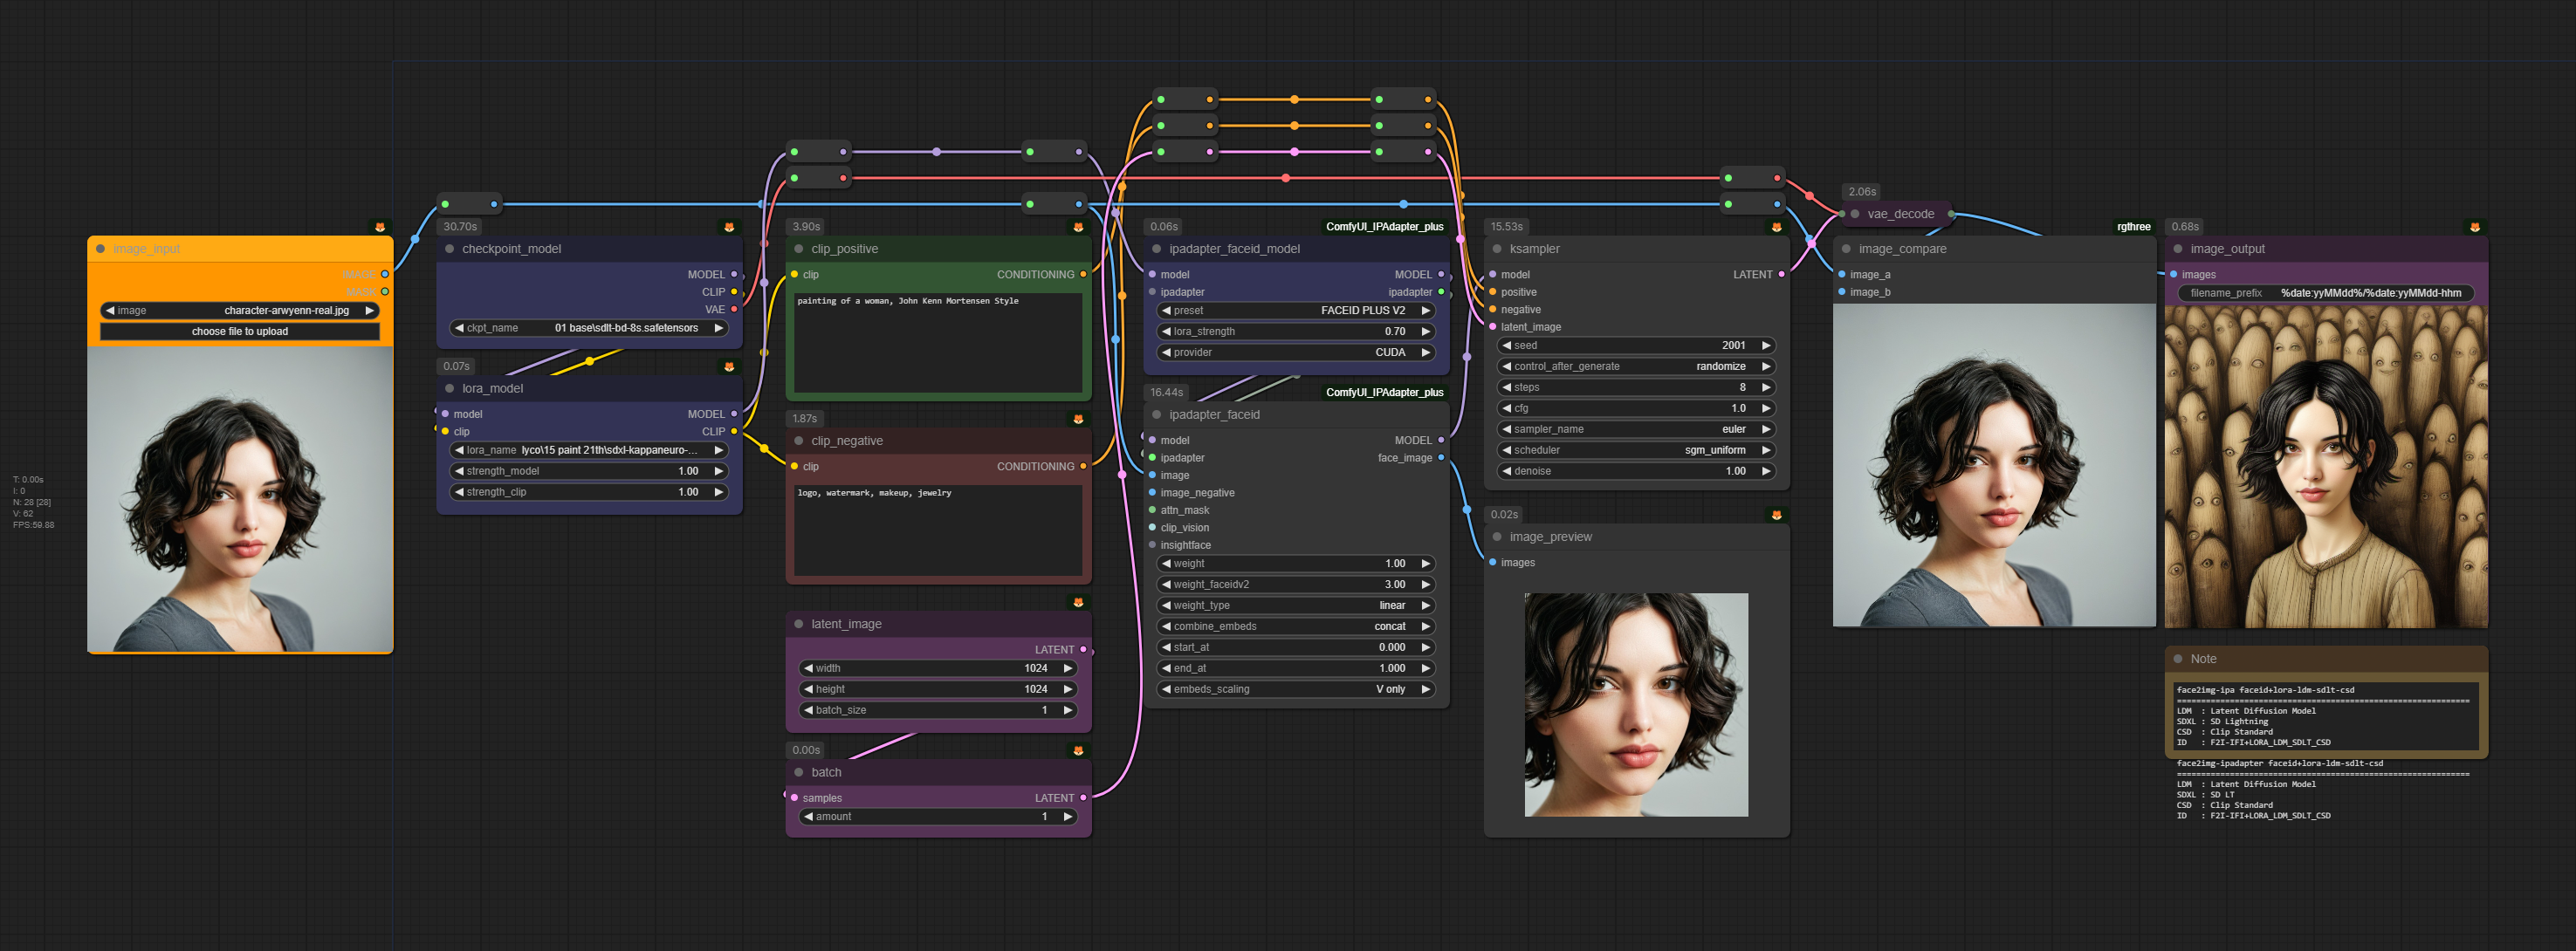 image_input
IMAGE
MASK
image character-arwyenn-real.jpg
choose file to upload
T: 0.00s
I: 0
N: 28 [28]
V: 62
FPS:59.88
30.70s
checkpoint_model
MODEL
CLIP
VAE
ckpt_name 01 base\sdlt-bd-8s.safetensors
0.07s
lora_model
model MODEL
clip CLIP
lora_name lyco\15 paint 21th\sdxl-kappaneuro-...
strength_model 1.00
strength_clip 1.00
3.90s
clip_positive
clip CONDITIONING
painting of a woman, John Kenn Mortensen Style
1.87s
clip_negative
clip CONDITIONING
logo, watermark, makeup, jewelry
latent_image
LATENT
width 1024
height 1024
batch_size 1
0.00s
batch
samples LATENT
amount 1
0.06s ComfyUI_IPAdapter_plus
ipadapter_faceid_model
model MODEL
ipadapter ipadapter
preset FACEID PLUS V2
lora_strength 0.70
provider CUDA
16.44s ComfyUI_IPAdapter_plus
ipadapter_faceid
model MODEL
ipadapter face_image
image
image_negative
attn_mask
clip_vision
insightface
weight 1.00
weight_faceidv2 3.00
weight_type linear
combine_embeds concat
start_at 0.000
end_at 1.000
embeds_scaling V only
15.53s
ksampler
model LATENT
positive
negative
latent_image
seed 2001
control_after_generate randomize
steps 8
cfg 1.0
sampler_name euler
scheduler sgm_uniform
denoise 1.00
0.02s
image_preview
images
2.06s
vae_decode
rgthree
image_compare
image_a
image_b
0.68s
image_output
images
filename_prefix %date:yyMMdd%/%date:yyMMdd-hhm
Note
face2img-ipa faceid+lora-ldm-sdlt-csd
=============================================================
LDM : Latent Diffusion Model
SDXL : SD Lightning
CSD : Clip Standard
ID : F2I-IFI+LORA_LDM_SDLT_CSD
face2img-ipadapter faceid+lora-ldm-sdlt-csd
=============================================================
LDM : Latent Diffusion Model
SDXL : SD LT
CSD : Clip Standard
ID : F2I-IFI+LORA_LDM_SDLT_CSD